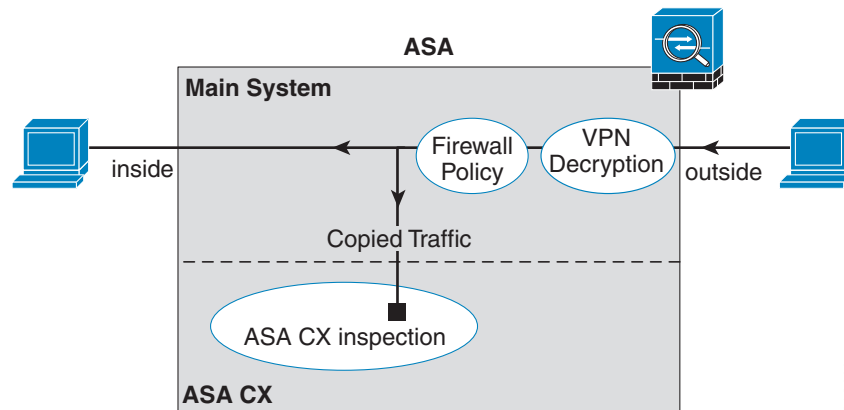 ASA
Main System
inside
Firewall
Policy
VPN
Decryption
outside
Copied Traffic
ASA CX inspection
ASA CX